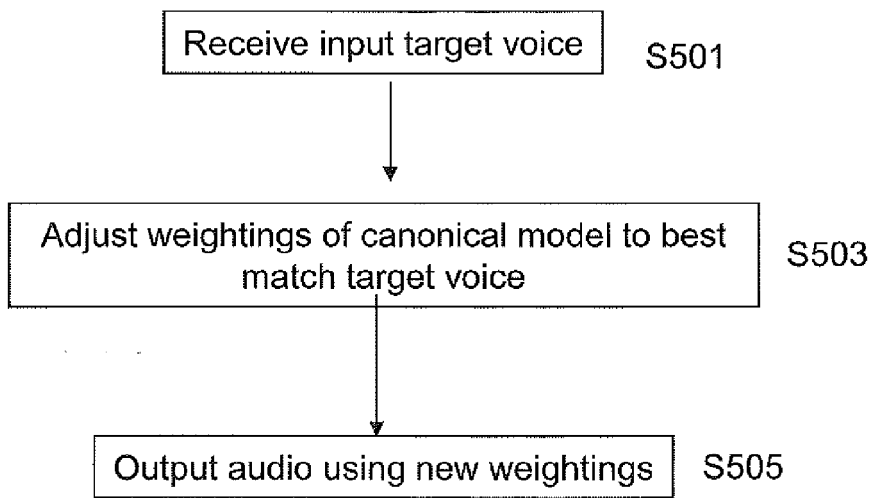 Receive input target voice
S501
Adjust weightings of canonical model to best
match target voice
S503
Output audio using new weightings
S505